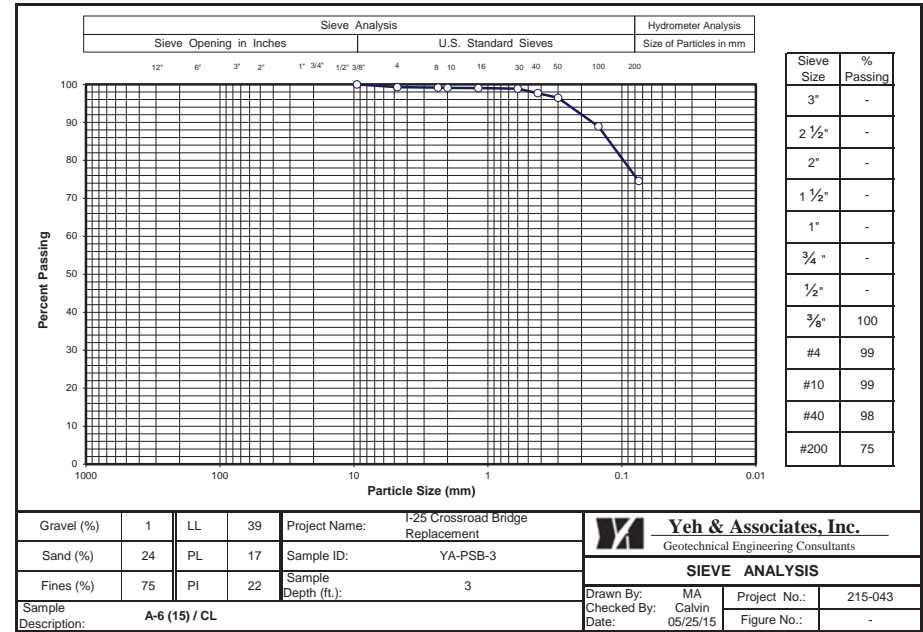 Sieve Analysis
Hydrometer Analysis
Sieve Opening in Inches
U.S. Standard Sieves
Size of Particles in mm
12" 6" 3" 2" 1" 3/4" 1/2" 3/8" 4 8 10 16 30 40 50 100 200
100
90
80
70
60
50
40
30
20
10
0
Percent Passing
1000 100 10 1 0.1 0.01
Particle Size (mm)
Sieve Size % Passing
3" -
2 ½" -
2" -
1 ½" -
1" -
¾ " -
½" -
⅜" 100
#4 99
#10 99
#40 98
#200 75
Gravel (%) 1 LL 39 Project Name: I-25 Crossroad Bridge Replacement
Sand (%) 24 PL 17 Sample ID: YA-PSB-3
Fines (%) 75 PI 22 Sample Depth (ft.): 3
Sample Description: A-6 (15) / CL
Yeh & Associates, Inc.
Geotechnical Engineering Consultants
SIEVE ANALYSIS
Drawn By: MA
Checked By: Calvin
Date: 05/25/15
Project No.: 215-043
Figure No.: -